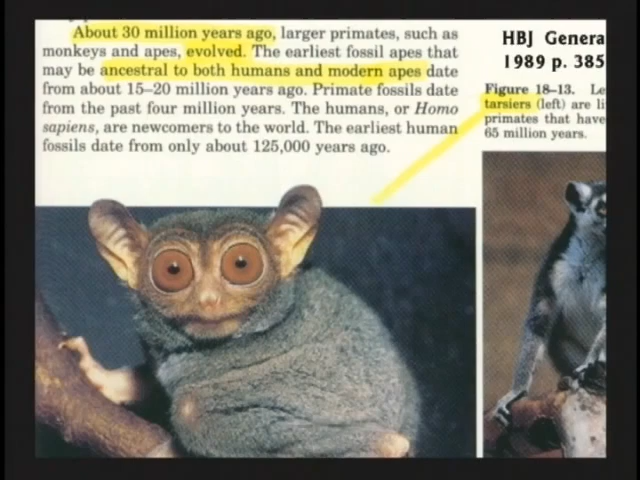 About 30 million years ago, larger primates, such as
monkeys and apes, evolved. The earliest fossil apes that
may be ancestral to both humans and modern apes date
from about 15–20 million years ago. Primate fossils date
from the past four million years. The humans, or Homo
sapiens, are newcomers to the world. The earliest human
fossils date from only about 125,000 years ago.
HBJ Genera
1989 p. 385
Figure 18–13. Le
tarsiers (left) are li
primates that have
65 million years.